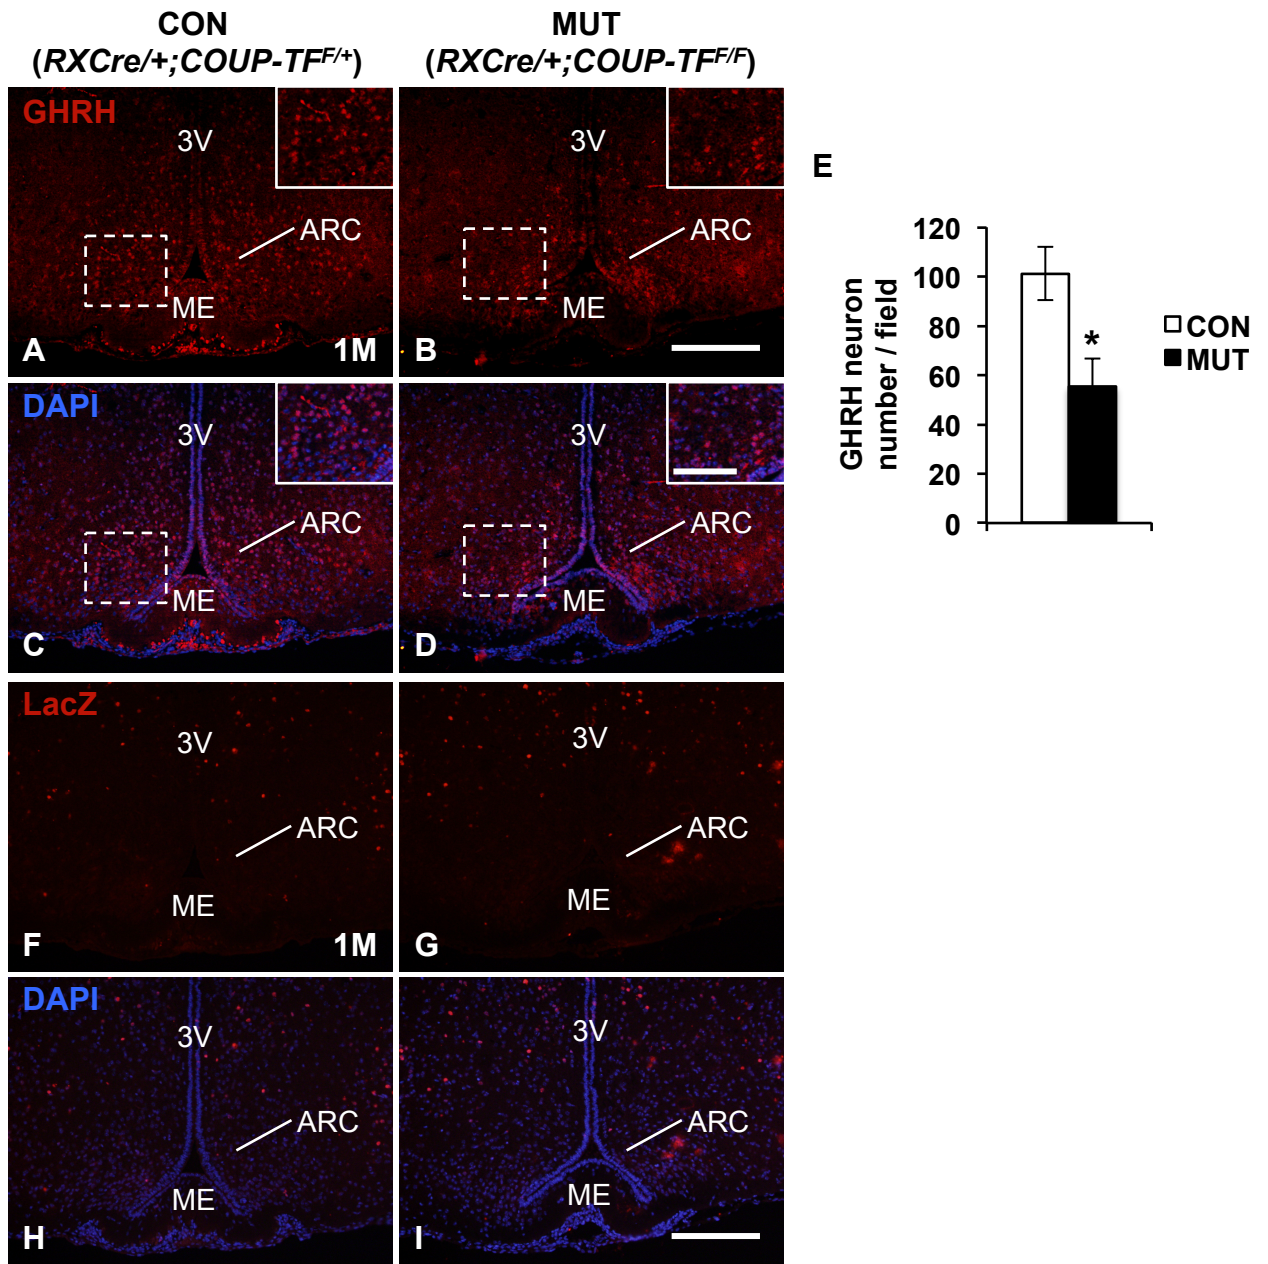 CON
(RXCre/+;COUP-TF^F/+)
MUT
(RXCre/+;COUP-TF^F/F)
GHRH
3V
ARC
ME
A
1M
3V
ARC
ME
B
DAPI
3V
ARC
ME
C
3V
ARC
ME
D
E
GHRH neuron
number / field
120
100
80
60
40
20
0
*
CON
MUT
LacZ
3V
ARC
ME
F
1M
3V
ARC
ME
G
DAPI
3V
ARC
ME
H
3V
ARC
ME
I